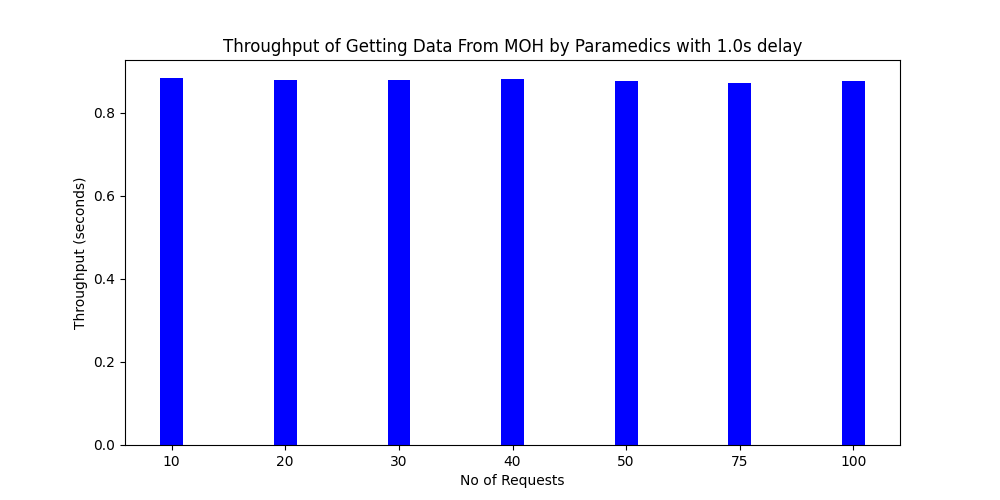 Throughput of Getting Data From MOH by Paramedics with 1.0s delay
Throughput (seconds)
0.8
0.6
0.4
0.2
0.0
10 20 30 40 50 75 100
No of Requests